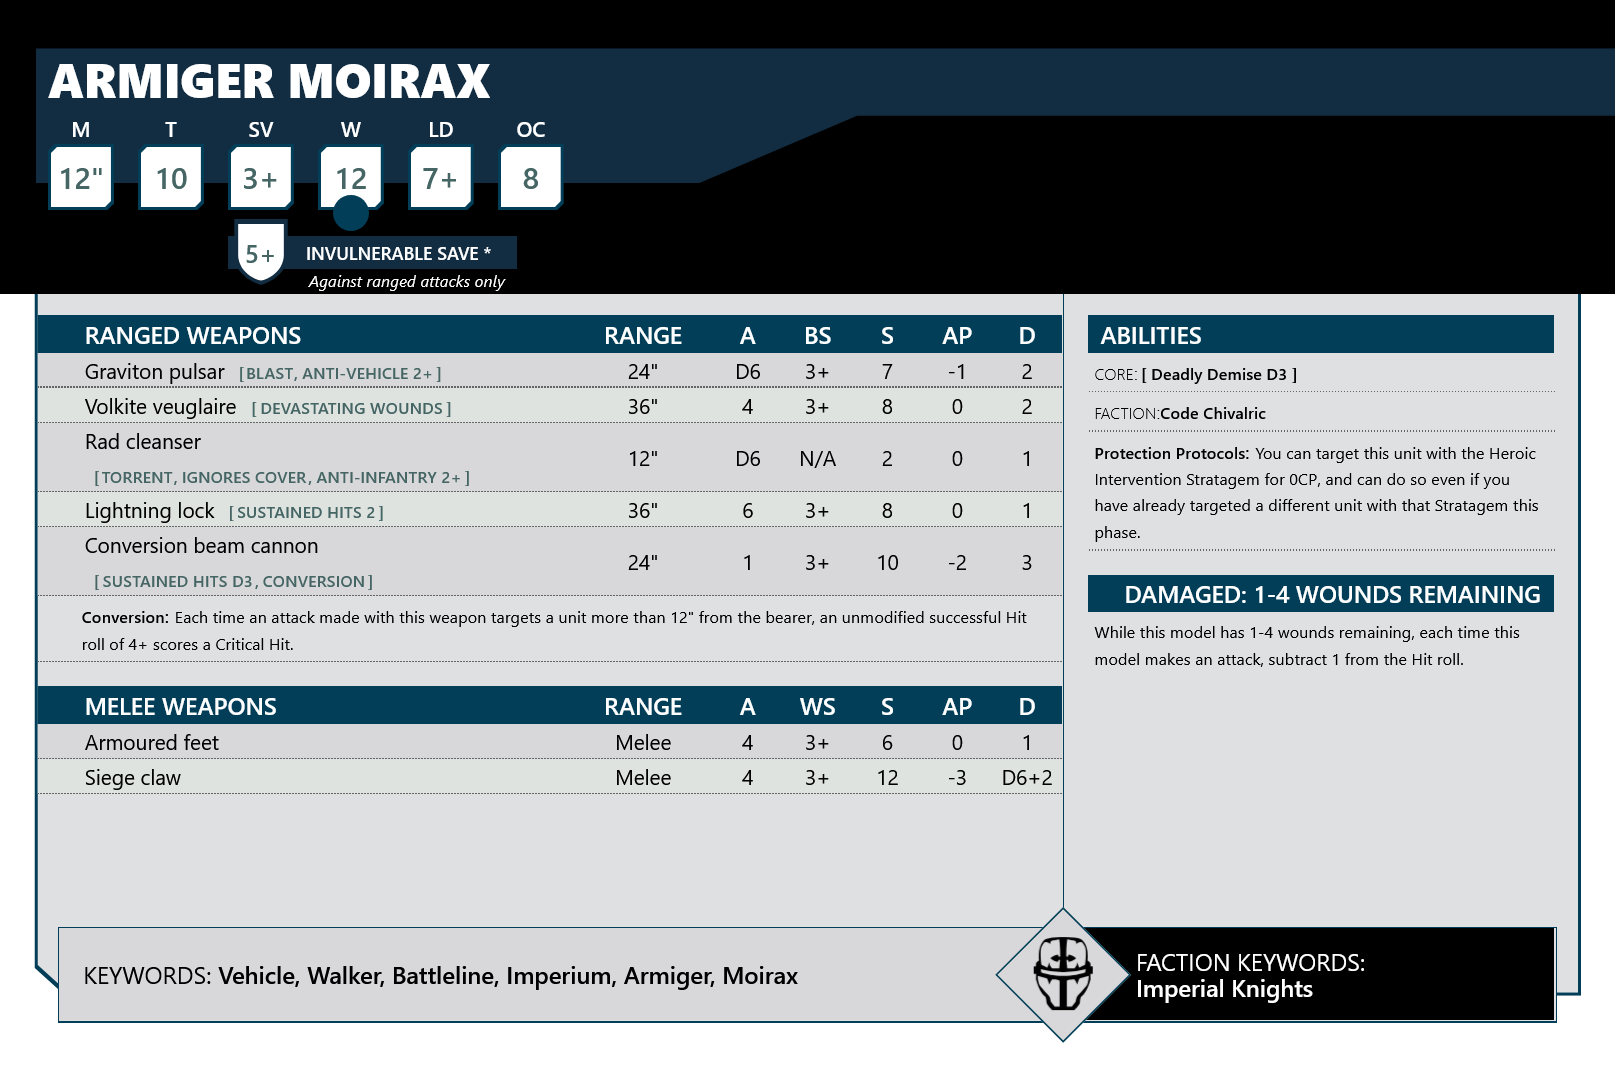 ARMIGER MOIRAX
M T SV W LD OC
12" 10 3+ 12 7+ 8
5+ INVULNERABLE SAVE *
Against ranged attacks only
RANGED WEAPONS RANGE A BS S AP D
Graviton pulsar [BLAST, ANTI-VEHICLE 2+] 24" D6 3+ 7 -1 2
Volkite veuglaire [DEVASTATING WOUNDS] 36" 4 3+ 8 0 2
Rad cleanser
[TORRENT, IGNORES COVER, ANTI-INFANTRY 2+] 12" D6 N/A 2 0 1
Lightning lock [SUSTAINED HITS 2] 36" 6 3+ 8 0 1
Conversion beam cannon
[SUSTAINED HITS D3, CONVERSION] 24" 1 3+ 10 -2 3
Conversion: Each time an attack made with this weapon targets a unit more than 12" from the bearer, an unmodified successful Hit
roll of 4+ scores a Critical Hit.
MELEE WEAPONS RANGE A WS S AP D
Armoured feet Melee 4 3+ 6 0 1
Siege claw Melee 4 3+ 12 -3 D6+2
ABILITIES
CORE: [ Deadly Demise D3 ]
FACTION:Code Chivalric
Protection Protocols: You can target this unit with the Heroic
Intervention Stratagem for 0CP, and can do so even if you
have already targeted a different unit with that Stratagem this
phase.
DAMAGED: 1-4 WOUNDS REMAINING
While this model has 1-4 wounds remaining, each time this
model makes an attack, subtract 1 from the Hit roll.
KEYWORDS: Vehicle, Walker, Battleline, Imperium, Armiger, Moirax
FACTION KEYWORDS:
Imperial Knights